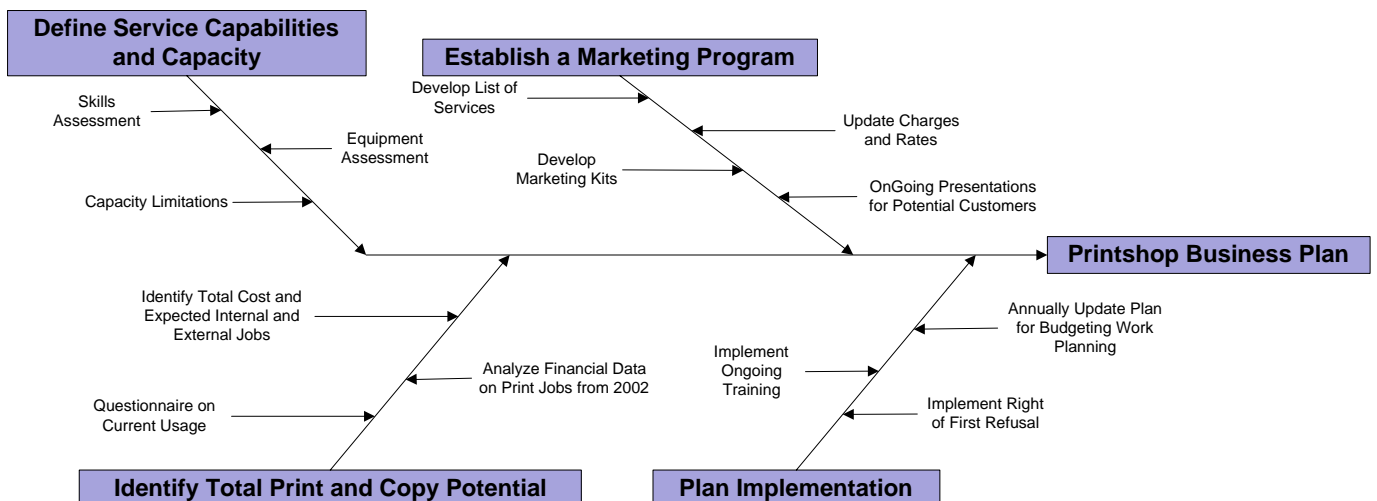 Define Service Capabilities
and Capacity
Establish a Marketing Program
Skills
Assessment
Equipment
Assessment
Capacity Limitations
Develop List of
Services
Update Charges
and Rates
Develop
Marketing Kits
OnGoing Presentations
for Potential Customers
Printshop Business Plan
Identify Total Cost and
Expected Internal and
External Jobs
Analyze Financial Data
on Print Jobs from 2002
Questionnaire on
Current Usage
Annually Update Plan
for Budgeting Work
Planning
Implement
Ongoing
Training
Implement Right
of First Refusal
Identify Total Print and Copy Potential
Plan Implementation